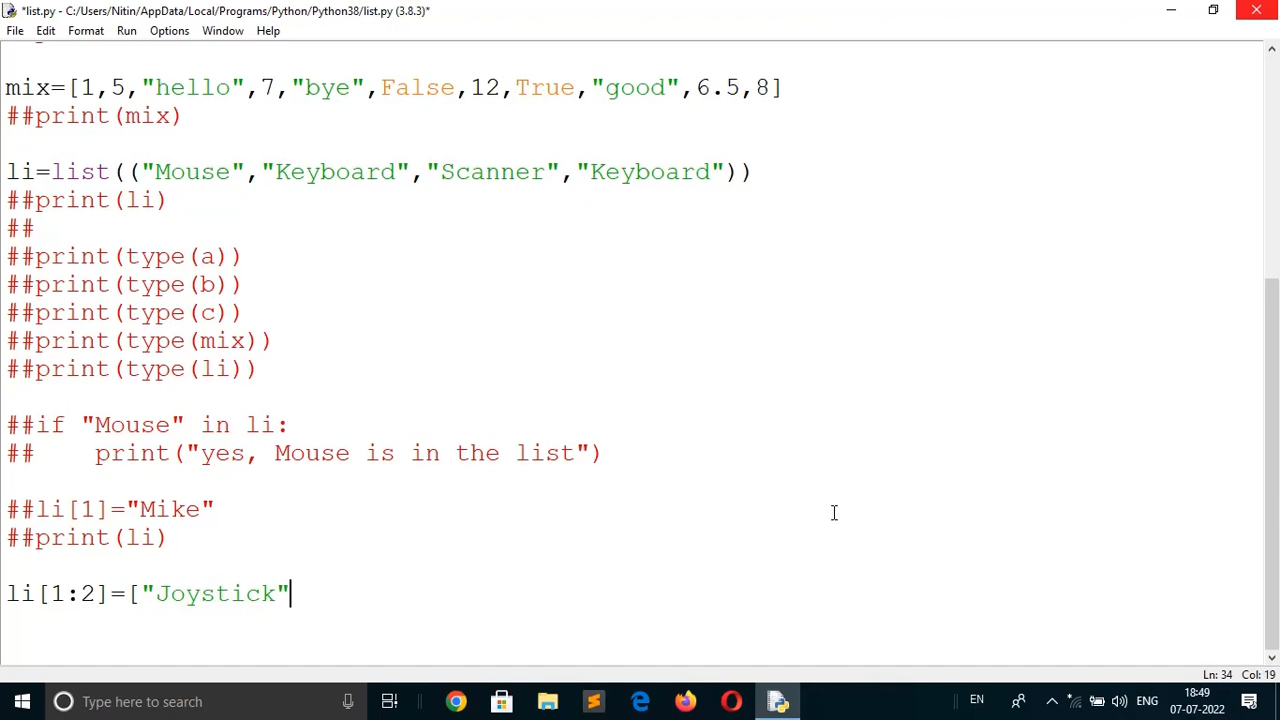 *list.py - C:/Users/Nitin/AppData/Local/Programs/Python/Python38/list.py (3.8.3)*
File Edit Format Run Options Window Help
mix=[1,5,"hello",7,"bye",False,12,True,"good",6.5,8]
##print(mix)
li=list(("Mouse","Keyboard","Scanner","Keyboard"))
##print(li)
##
##print(type(a))
##print(type(b))
##print(type(c))
##print(type(mix))
##print(type(li))
##if "Mouse" in li:
##    print("yes, Mouse is in the list")
##li[1]="Mike"
##print(li)
li[1:2]=["Joystick"
Ln: 34 Col: 19
Type here to search
EN
ENG
18:49
07-07-2022